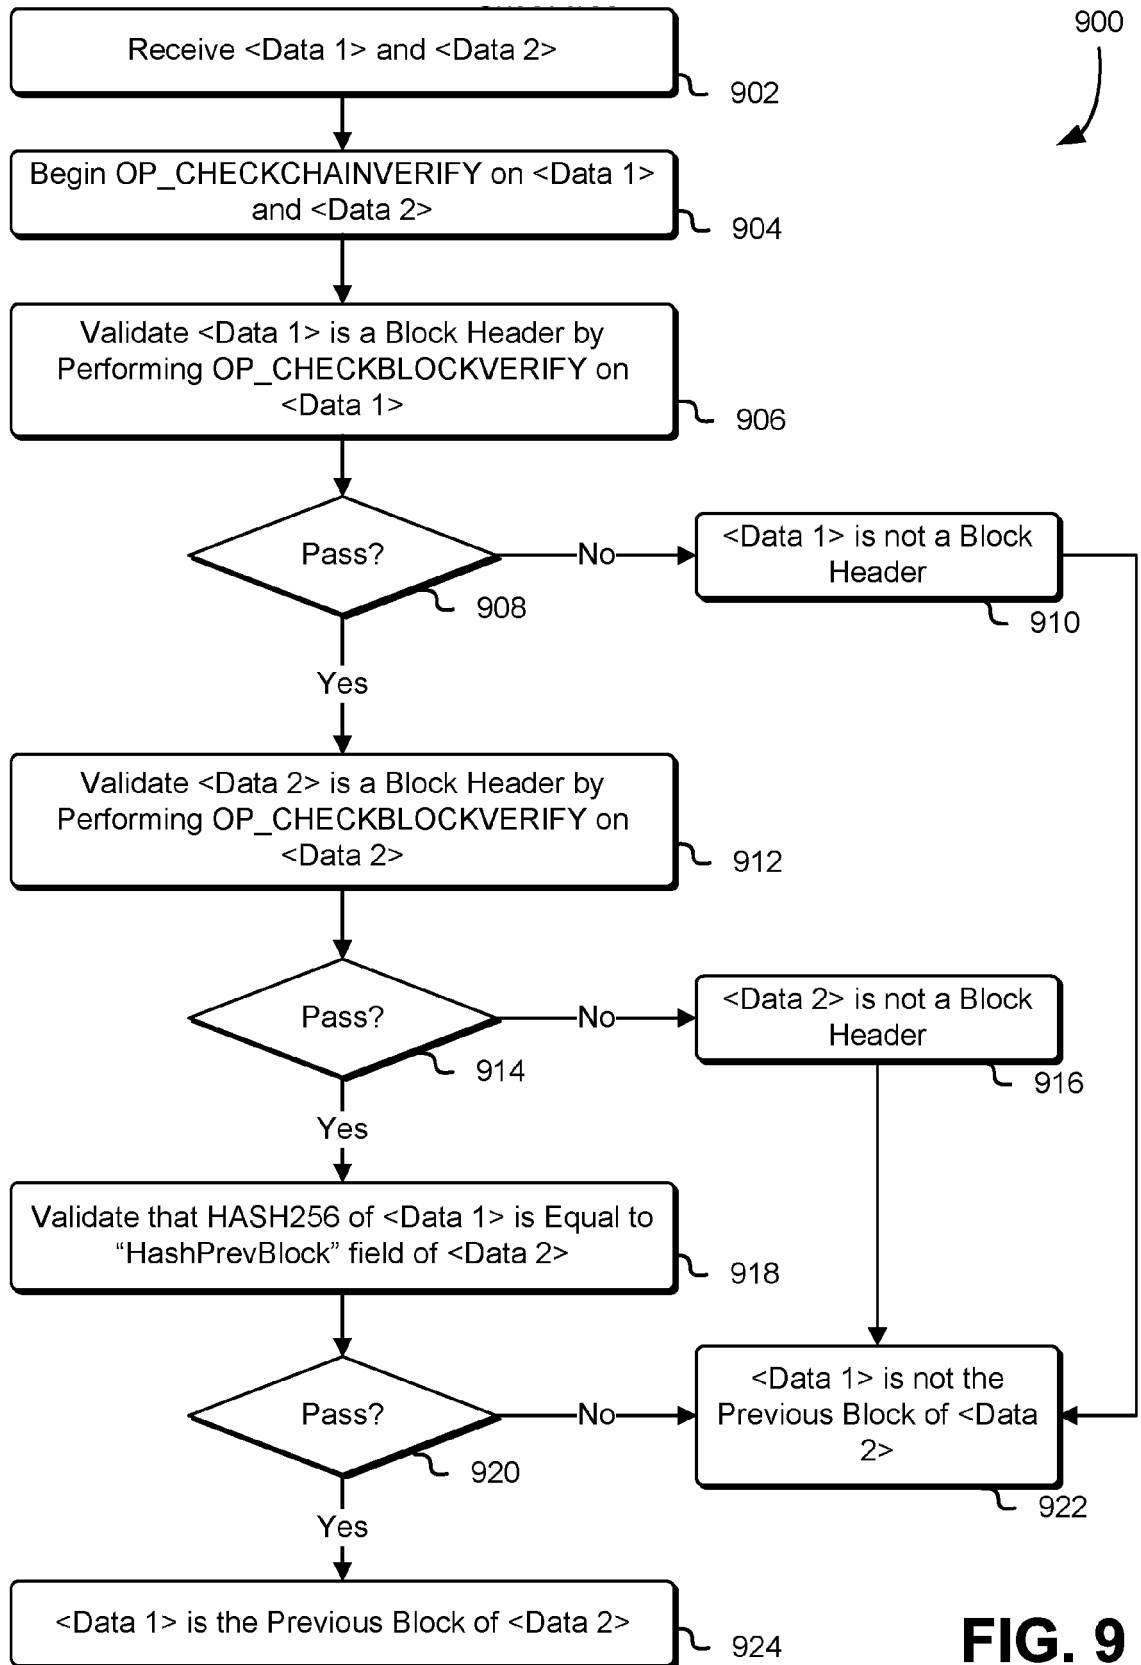 900
Receive <Data 1> and <Data 2>
902
Begin OP_CHECKCHAINVERIFY on <Data 1>
and <Data 2>
904
Validate <Data 1> is a Block Header by
Performing OP_CHECKBLOCKVERIFY on
<Data 1>
906
Pass?
No
<Data 1> is not a Block
Header
908
910
Yes
Validate <Data 2> is a Block Header by
Performing OP_CHECKBLOCKVERIFY on
<Data 2>
912
Pass?
No
<Data 2> is not a Block
Header
914
916
Yes
Validate that HASH256 of <Data 1> is Equal to
“HashPrevBlock” field of <Data 2>
918
Pass?
No
<Data 1> is not the
Previous Block of <Data
2>
920
922
Yes
<Data 1> is the Previous Block of <Data 2>
924
FIG. 9